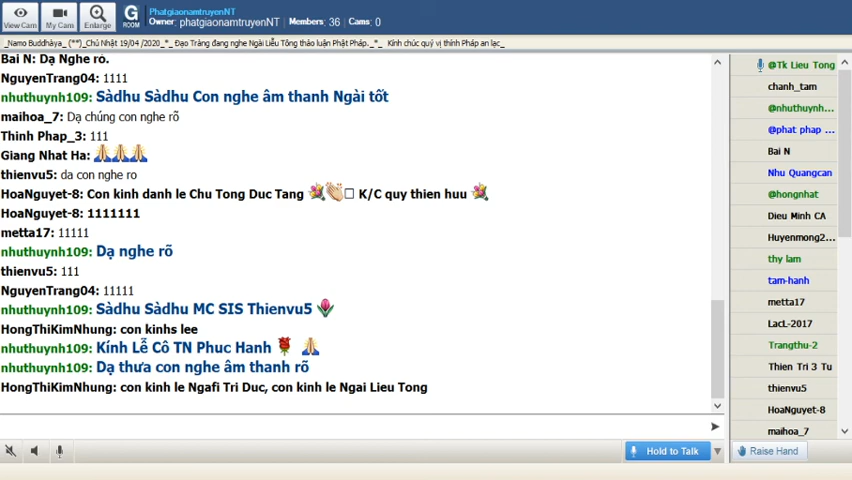 View Cam
My Cam
Enlarge
G
ROOM
PhatgiaonamtruyenNT
Owner: phatgiaonamtruyenNT Members: 36 Cams: 0
_Namo Buddhàya_ (**)_Chủ Nhật 19/04 /2020_*_ Đạo Tràng đang nghe Ngài Liễu Tông thảo luận Phật Pháp._*_ Kính chúc quý vị thính Pháp an lạc_
Bai N: Dạ Nghe rỏ.
NguyenTrang04: 1111
nhuthuynh109: Sàdhu Sàdhu Con nghe âm thanh Ngài tốt
maihoa_7: Dạ chúng con nghe rõ
Thinh Phap_3: 111
Giang Nhat Ha: 🙏🙏🙏
thienvu5: da con nghe ro
HoaNguyet-8: Con kinh danh le Chu Tong Duc Tang 💐👏 K/C quy thien huu 💐
HoaNguyet-8: 1111111
metta17: 11111
nhuthuynh109: Dạ nghe rõ
thienvu5: 111
NguyenTrang04: 11111
nhuthuynh109: Sàdhu Sàdhu MC SIS Thienvu5 🌷
HongThiKimNhung: con kinhs lee
nhuthuynh109: Kính Lễ Cô TN Phuc Hanh 🌹 🙏
nhuthuynh109: Dạ thưa con nghe âm thanh rõ
HongThiKimNhung: con kinh le Ngafi Tri Duc, con kinh le Ngai Lieu Tong
Hold to Talk
@Tk Lieu Tong
chanh_tam
@nhuthuynh...
@phat phap ...
Bai N
Nhu Quangcan
@hongnhat
Dieu Minh CA
Huyenmong2...
thy lam
tam-hanh
metta17
LacL-2017
Trangthu-2
Thien Tri 3 Tu
thienvu5
HoaNguyet-8
maihoa_7
Raise Hand